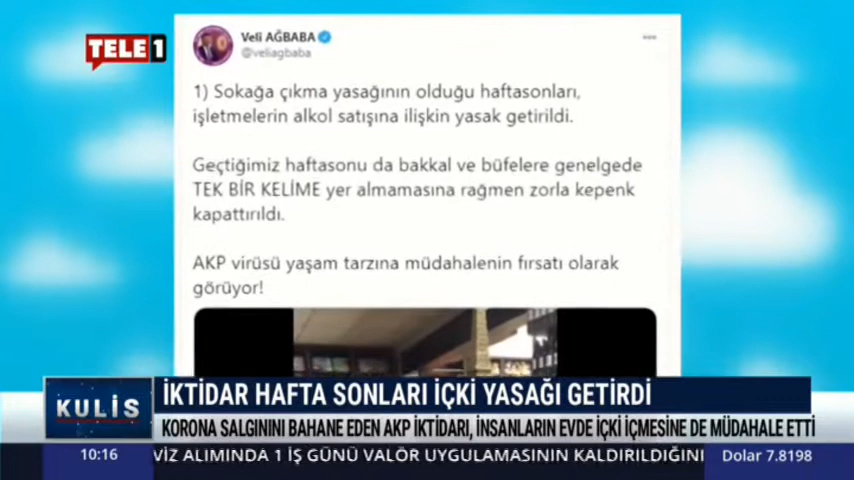 TELE1
Veli AĞBABA
@veliagbaba
1) Sokağa çıkma yasağının olduğu haftasonları,
işletmelerin alkol satışına ilişkin yasak getirildi.
Geçtiğimiz haftasonu da bakkal ve büfelere genelgede
TEK BİR KELİME yer almamasına rağmen zorla kepenk
kapattırıldı.
AKP virüsü yaşam tarzına müdahalenin fırsatı olarak
görüyor!
KULİS
İKTİDAR HAFTA SONLARI İÇKİ YASAĞI GETİRDİ
KORONA SALGININI BAHANE EDEN AKP İKTİDARI, İNSANLARIN EVDE İÇKİ İÇMESİNE DE MÜDAHALE ETTİ
10:16
VİZ ALIMINDA 1 İŞ GÜNÜ VALÖR UYGULAMASININ KALDIRILDIĞINI
Dolar 7.8198